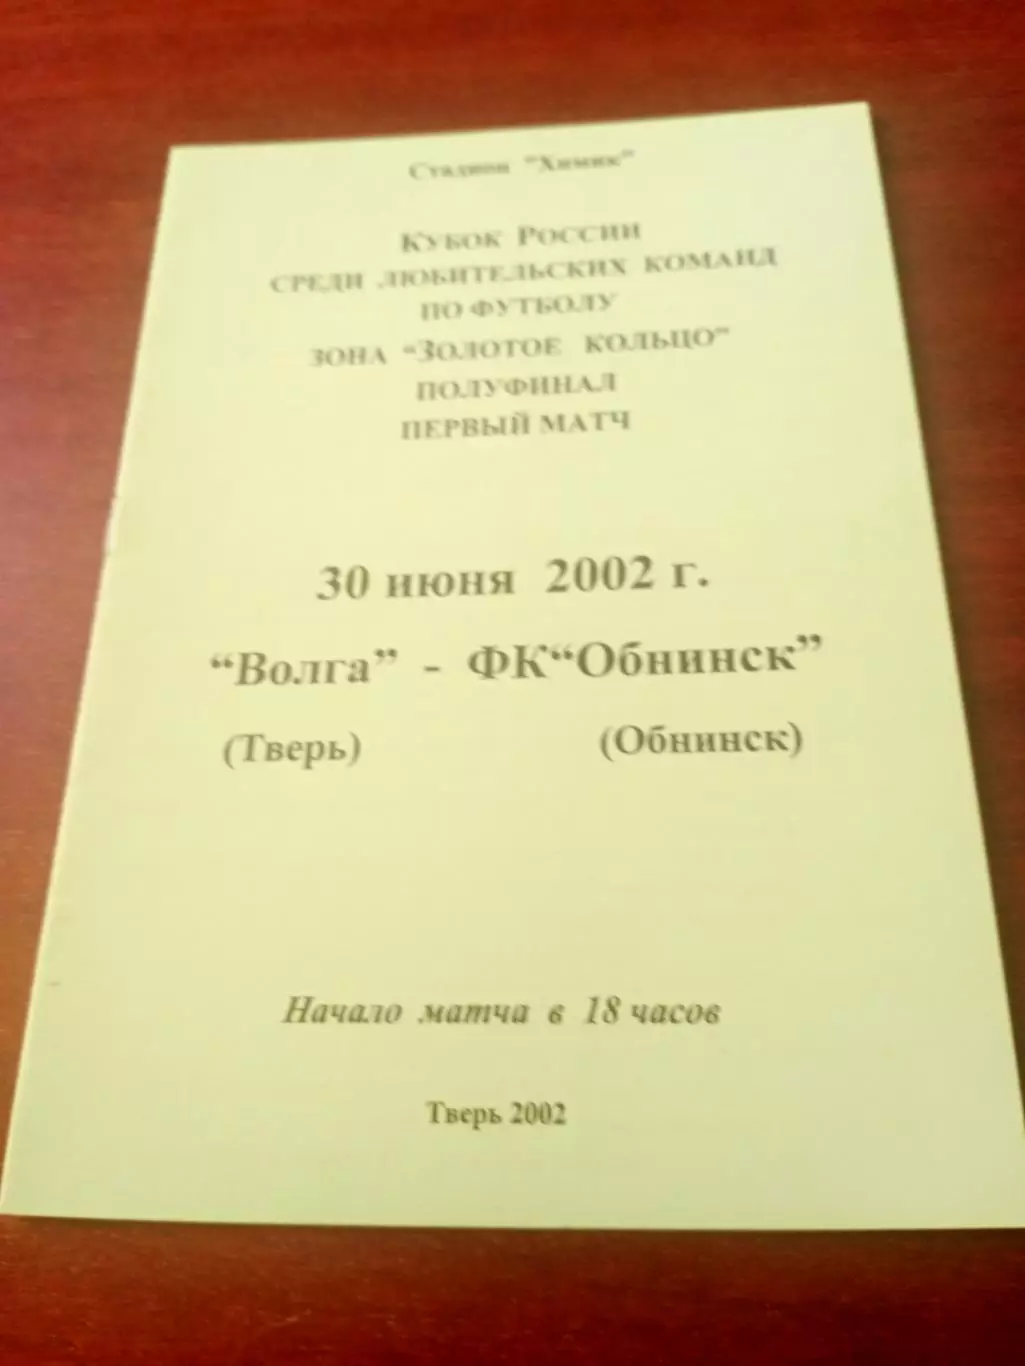 Стадион "Химик"
Кубок России
среди любительских команд
по футболу
зона "Золотое кольцо"
полуфинал
первый матч
30 июня 2002 г.
“Волга” - ФК“Обнинск”
(Тверь) (Обнинск)
Начало матча в 18 часов
Тверь 2002